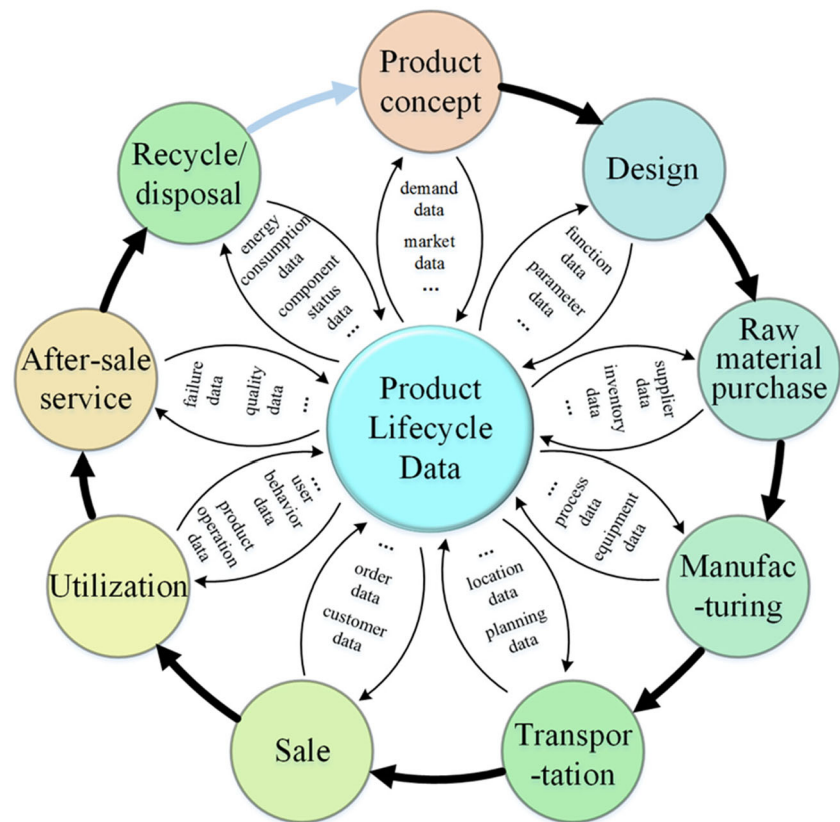 Product
concept
Design
Raw
material
purchase
Manufac
-turing
Transpor
-tation
Sale
Utilization
After-sale
service
Recycle/
disposal
Product
Lifecycle
Data
demand
data
market
data
...
function
data
parameter
data
...
supplier
data
inventory
data
...
...
process
data
equipment
data
...
location
data
planning
data
...
order
data
customer
data
...
user
behavior
data
product
operation
data
failure
data
quality
data
...
energy
consumption
data
component
status
data
...